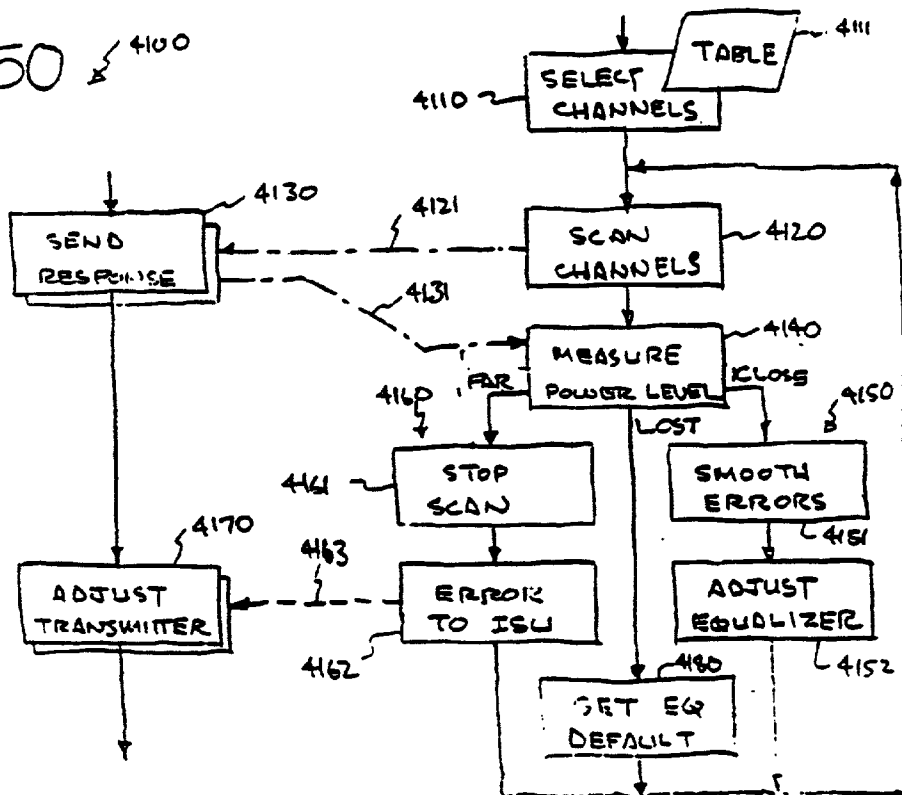 50
4100
TABLE
4111
4110
SELECT
CHANNELS
4130
SEND
RESPONSE
4121
4131
SCAN
CHANNELS
4120
4140
MEASURE
POWER LEVEL
FAR
CLOSE
LOST
4160
4150
4161
STOP
SCAN
SMOOTH
ERRORS
4151
4170
ADJUST
TRANSMITTER
4163
ERROR
TO ISU
4162
ADJUST
EQUALIZER
4152
4180
SET EQ
DEFAULT